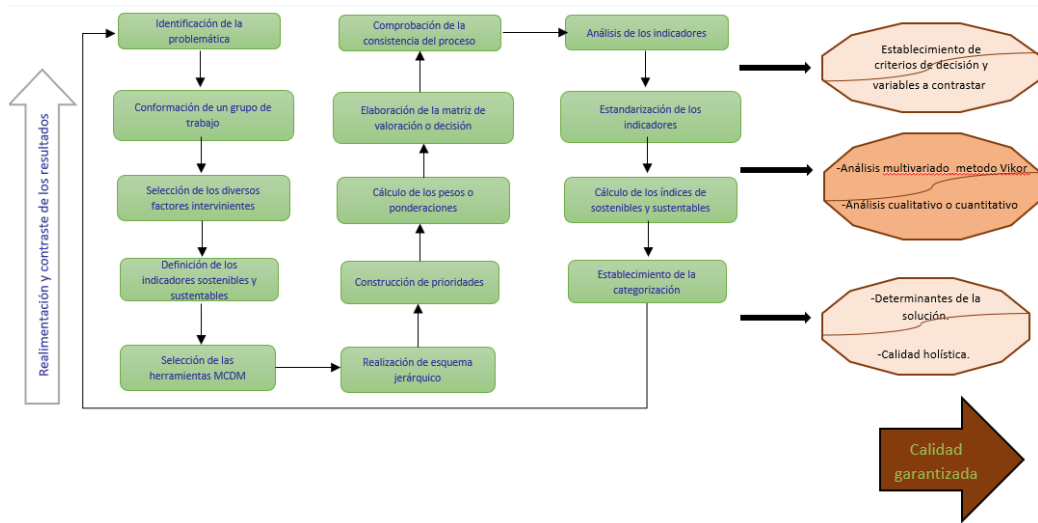 Realimentación y contraste de los resultados
Identificación de la
problemática
Conformación de un grupo de
trabajo
Selección de los diversos
factores intervinientes
Definición de los
indicadores sostenibles y
sustentables
Selección de las
herramientas MCDM
Realización de esquema
jerárquico
Construcción de prioridades
Cálculo de los pesos o
ponderaciones
Elaboración de la matriz de
valoración o decisión
Comprobación de la
consistencia del proceso
Análisis de los indicadores
Estandarización de los
indicadores
Cálculo de los índices de
sostenibles y sustentables
Establecimiento de la
categorización
Establecimiento de
criterios de decisión y
variables a contrastar
-Análisis multivariado metodo Vikor
-Análisis cualitativo o cuantitativo
-Determinantes de la
solución.
-Calidad holística.
Calidad
garantizada